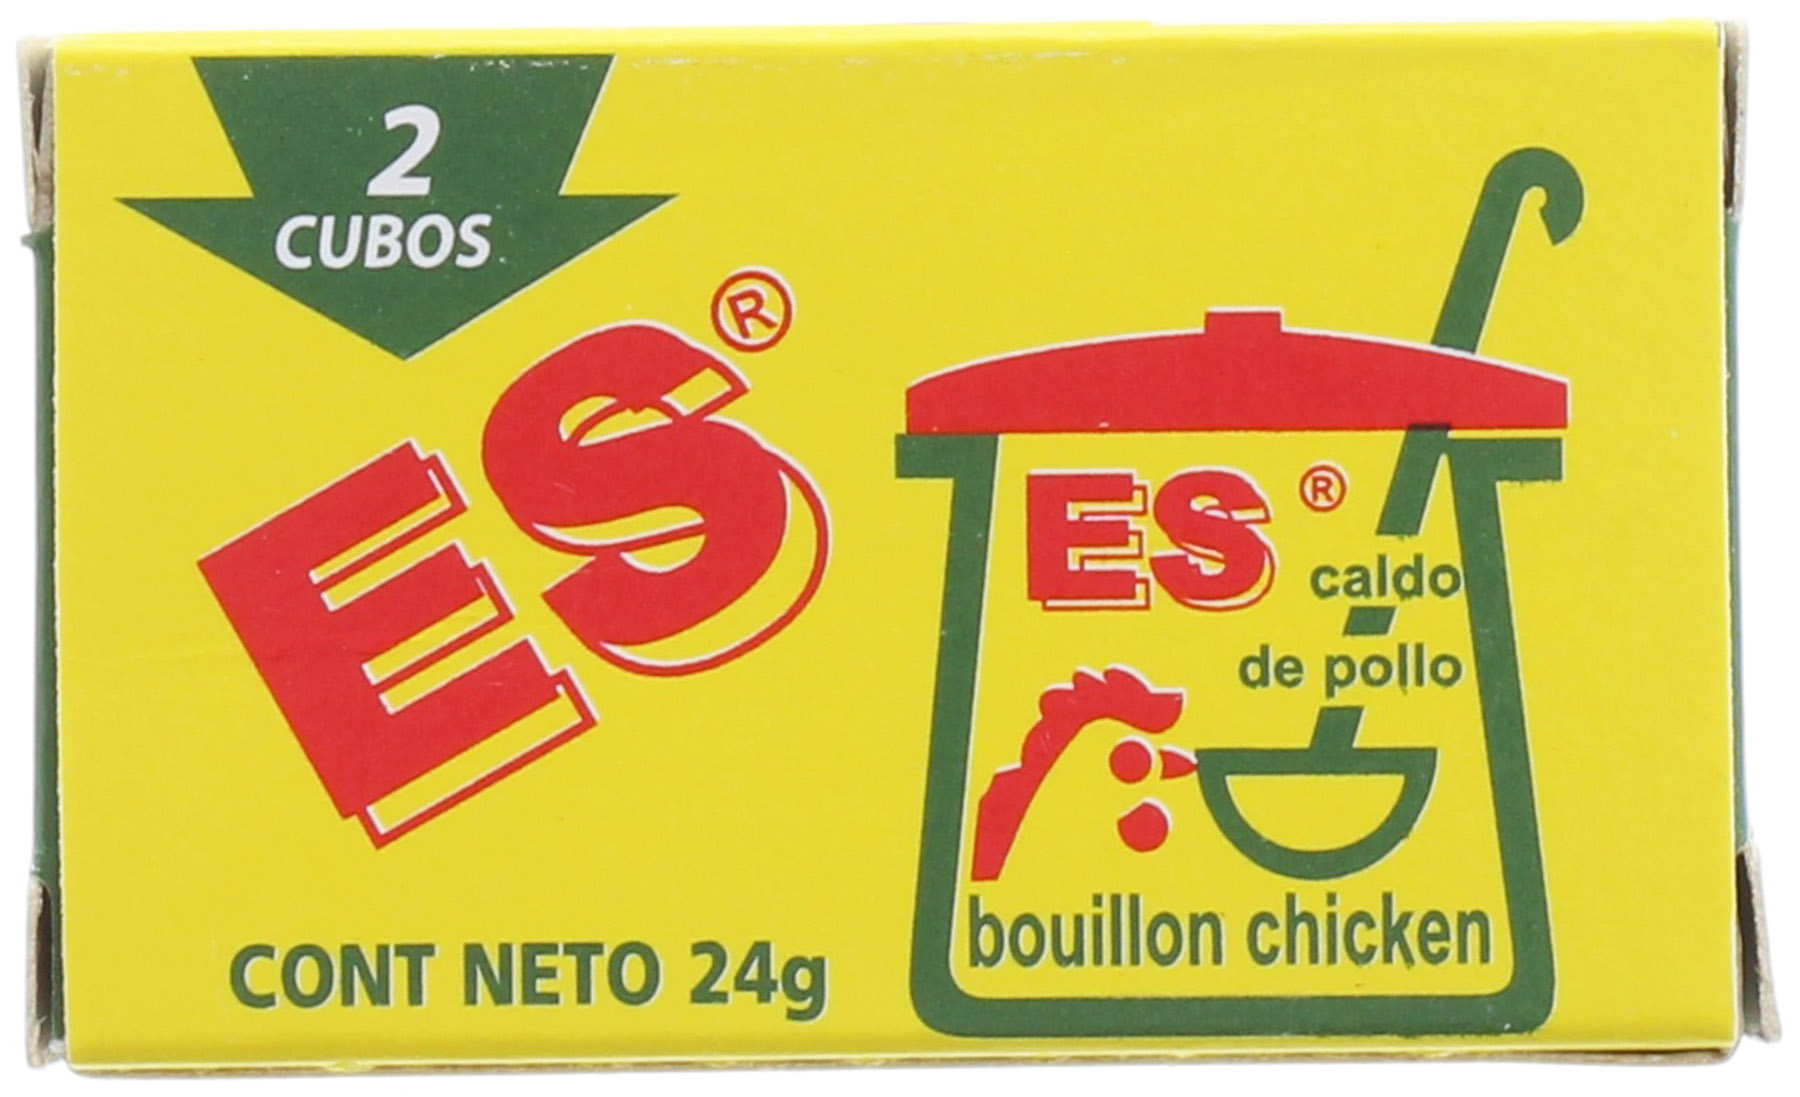 2
CUBOS
ES®
ES®
caldo
de pollo
bouillon chicken
CONT NETO 24g